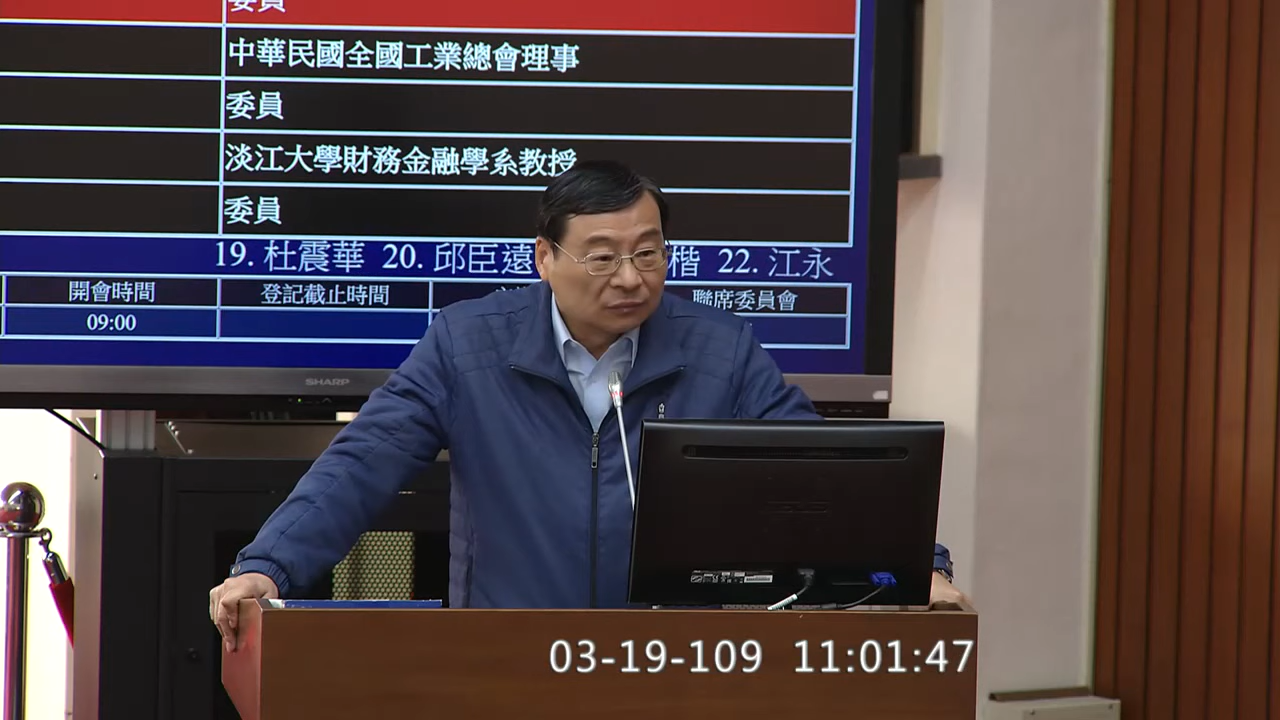 委員
中華民國全國工業總會理事
委員
淡江大學財務金融學系教授
委員
19. 杜震華 20. 邱臣遠 楷 22. 江永
開會時間 登記截止時間 聯席委員會
09:00
SHARP
03-19-109 11:01:47